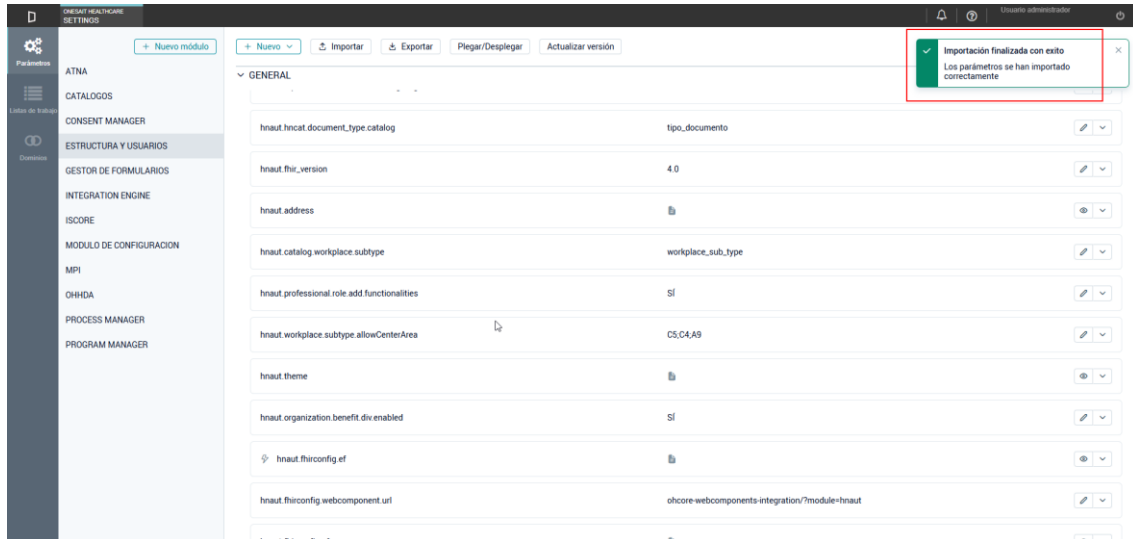 ONESAIT HEALTHCARE
SETTINGS
Usuario administrador
Parámetros
Listas de trabajo
Dominios
+ Nuevo módulo
ATNA
CATALOGOS
CONSENT MANAGER
ESTRUCTURA Y USUARIOS
GESTOR DE FORMULARIOS
INTEGRATION ENGINE
ISCORE
MODULO DE CONFIGURACION
MPI
OHHDA
PROCESS MANAGER
PROGRAM MANAGER
+ Nuevo Importar Exportar Plegar/Desplegar Actualizar versión
Importación finalizada con exito
Los parámetros se han importado
correctamente
GENERAL
hnaut.hncat.document_type.catalog tipo_documento
hnaut.fhir_version 4.0
hnaut.address
hnaut.catalog.workplace.subtype workplace_sub_type
hnaut.professional.role.add.functionalities SÍ
hnaut.workplace.subtype.allowCenterArea C5;C4;A9
hnaut.theme
hnaut.organization.benefit.div.enabled SÍ
hnaut.fhirconfig.ef
hnaut.fhirconfig.webcomponent.url ohcore-webcomponents-integration/?module=hnaut